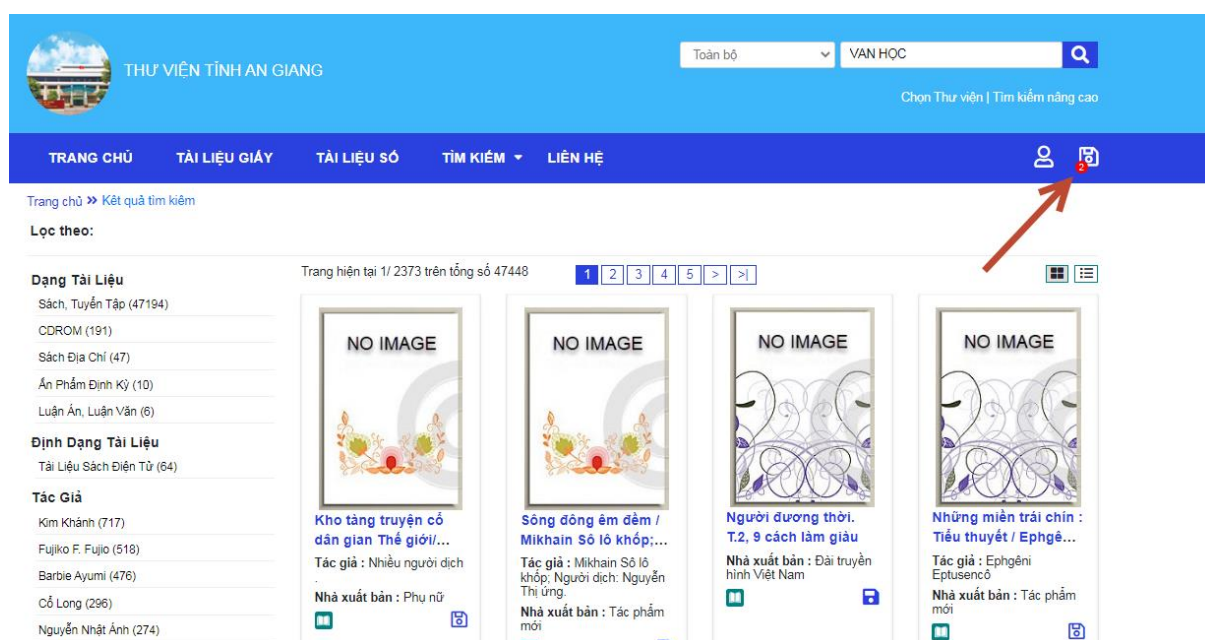 THƯ VIỆN TỈNH AN GIANG
Toàn bộ
VAN HỌC
Chọn Thư viện | Tìm kiếm nâng cao
TRANG CHỦ
TÀI LIỆU GIẤY
TÀI LIỆU SỐ
TÌM KIẾM
LIÊN HỆ
2
Trang chủ » Kết quả tìm kiếm
Lọc theo:
Dạng Tài Liệu
Sách, Tuyển Tập (47194)
CDROM (191)
Sách Địa Chí (47)
Ấn Phẩm Định Kỳ (10)
Luận Án, Luận Văn (6)
Định Dạng Tài Liệu
Tài Liệu Sách Điện Tử (64)
Tác Giả
Kim Khánh (717)
Fujiko F. Fujio (518)
Barbie Ayumi (476)
Cổ Long (296)
Nguyễn Nhật Ánh (274)
Trang hiện tại 1/ 2373 trên tổng số 47448
1 2 3 4 5 > >|
NO IMAGE
Kho tàng truyện cổ
dân gian Thế giới/...
Tác giả : Nhiều người dịch
.
Nhà xuất bản : Phụ nữ
NO IMAGE
Sông đông êm đềm /
Mikhain Sô lô khốp;...
Tác giả : Mikhain Sô lô
khốp; Người dịch: Nguyễn
Thị ứng.
Nhà xuất bản : Tác phẩm
mới
NO IMAGE
Người đương thời.
T.2, 9 cách làm giàu
Nhà xuất bản : Đài truyền
hình Việt Nam
NO IMAGE
Những miền trái chín :
Tiểu thuyết / Ephgê...
Tác giả : Ephgêni
Eptusencô
Nhà xuất bản : Tác phẩm
mới